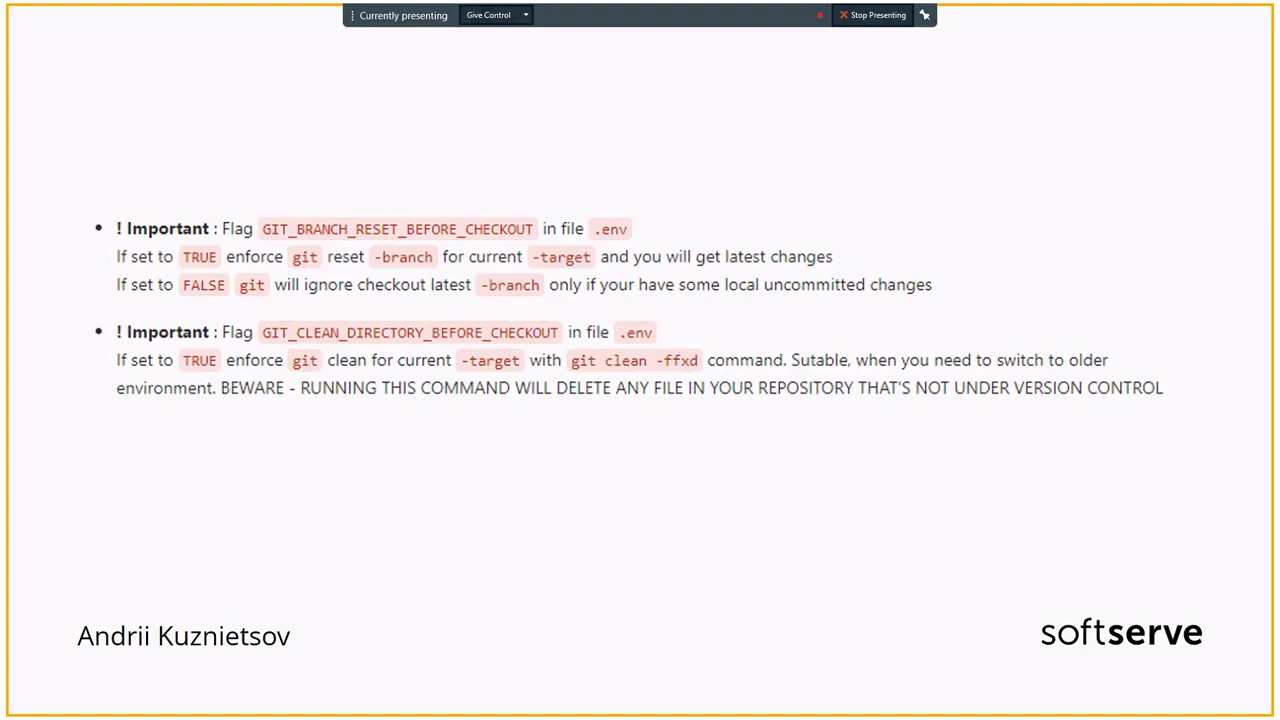 Currently presenting Give Control Stop Presenting
! Important : Flag GIT_BRANCH_RESET_BEFORE_CHECKOUT in file .env
If set to TRUE enforce git reset -branch for current -target and you will get latest changes
If set to FALSE git will ignore checkout latest -branch only if your have some local uncommitted changes
! Important : Flag GIT_CLEAN_DIRECTORY_BEFORE_CHECKOUT in file .env
If set to TRUE enforce git clean for current -target with git clean -ffxd command. Sutable, when you need to switch to older
environment. BEWARE - RUNNING THIS COMMAND WILL DELETE ANY FILE IN YOUR REPOSITORY THAT'S NOT UNDER VERSION CONTROL
Andrii Kuznietsov
softserve